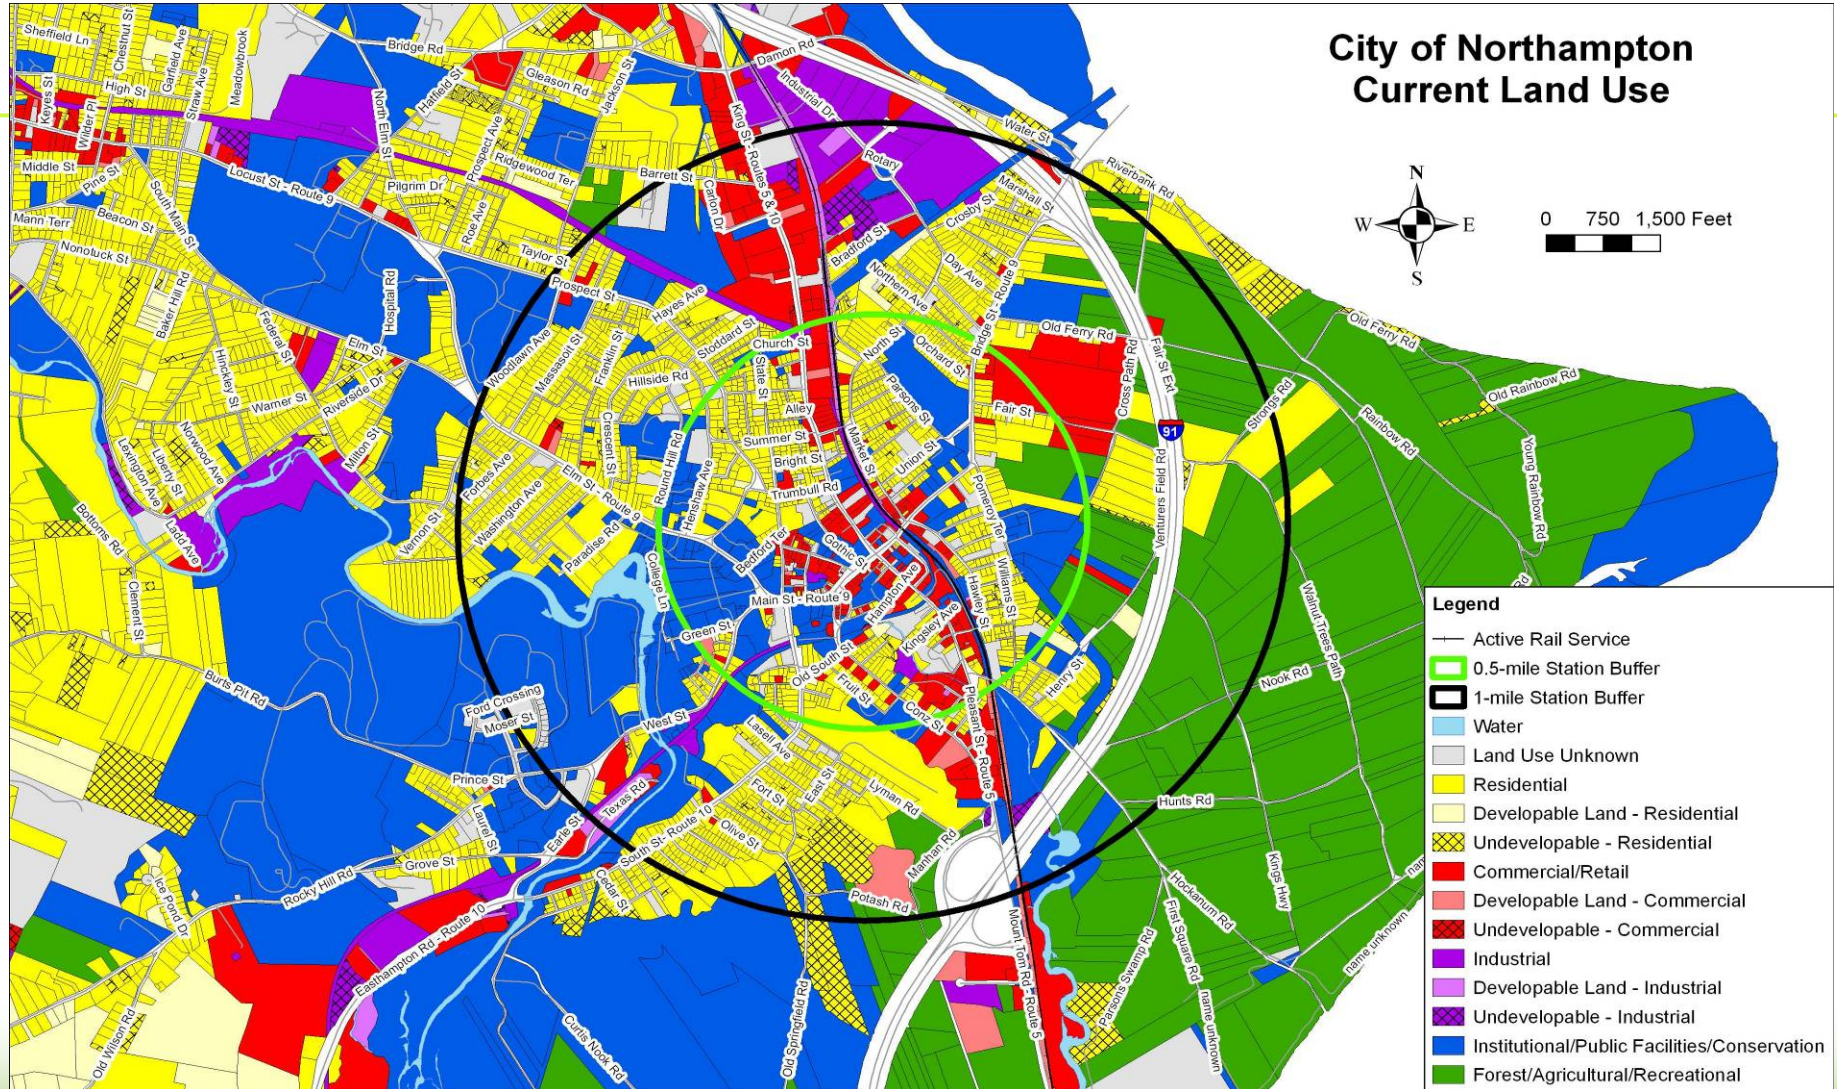 City of Northampton
Current Land Use
N
W
E
S
0 750 1,500 Feet
Sheffield Ln
Chestnut St
Garfield Ave
Meadowbrook
Bridge Rd
Damon Rd
Keyes St
High St
Wilder Pl
Straw Ave
North Elm St
Hatfield St
Gleason Rd
Jackson St
Industrial Dr
King St - Routes 5 & 10
Water St
Middle St
Pine St
South Main St
Locust St - Route 9
Pilgrim Dr
Prospect Ave
Ridgewood Ter
Barrett St
Carlon Dr
Rotary
Riverbank Rd
Marshall St
Crosby St
Mann Terr
Beacon St
Nonotuck St
Roe Ave
Taylor St
Bradford St
Day Ave
Northern Ave
Bridge St - Route 9
Baker Hill Rd
Hospital Rd
Prospect St
Hayes Ave
Federal St
Elm St
Woodlawn Ave
Massasoit St
Franklin St
Stoddard St
Church St
North St
Orchard St
Old Ferry Rd
Fair St Ext
Old Ferry Rd
Hinckley St
Warner St
Riverside Dr
Hillside Rd
State St
Parsons St
Cross Path Rd
Strongs Rd
Rainbow Rd
Old Rainbow Rd
Lexington Ave
Liberty St
Norwood Ave
Milton St
Crescent St
Alley
Summer St
Bright St
Market St
Union St
Fair St
91
Young Rainbow Rd
Forbes Ave
Elm St - Route 9
Round Hill Rd
Henshaw Ave
Trumbull Rd
Pomeroy Ter
Venturers Field Rd
Bottoms Rd
Ladd Ave
Vernon St
Washington Ave
Paradise Rd
Bedford Ter
Gothic St
College Ln
Main St - Route 9
Hampton Ave
Hawley St
Williams St
Walnut Trees Path
Rd
Clement St
Green St
Kingsley Ave
Old South St
Fruit St
Henry St
Nook Rd
Burts Pit Rd
Ford Crossing
Moser St
West St
Conz St
Pleasant St - Route 5
Lasell Ave
Prince St
Texas Rd
Fort St
East St
Lyman Rd
Hunts Rd
Laurel St
Earle St
South St - Route 10
Olive St
Manhan Rd
Grove St
Rocky Hill Rd
Ice Pond Dr
Cedar St
Potash Rd
Hockanum Rd
Kings Hwy
nam
Easthampton Rd - Route 10
Mount Tom Rd - Route 5
Parsons Swamp Rd
First Square Rd
name unknown
name unknown
Old Wilson Rd
Curtis Nook Rd
Old Springfield Rd
Legend
Active Rail Service
0.5-mile Station Buffer
1-mile Station Buffer
Water
Land Use Unknown
Residential
Developable Land - Residential
Undevelopable - Residential
Commercial/Retail
Developable Land - Commercial
Undevelopable - Commercial
Industrial
Developable Land - Industrial
Undevelopable - Industrial
Institutional/Public Facilities/Conservation
Forest/Agricultural/Recreational